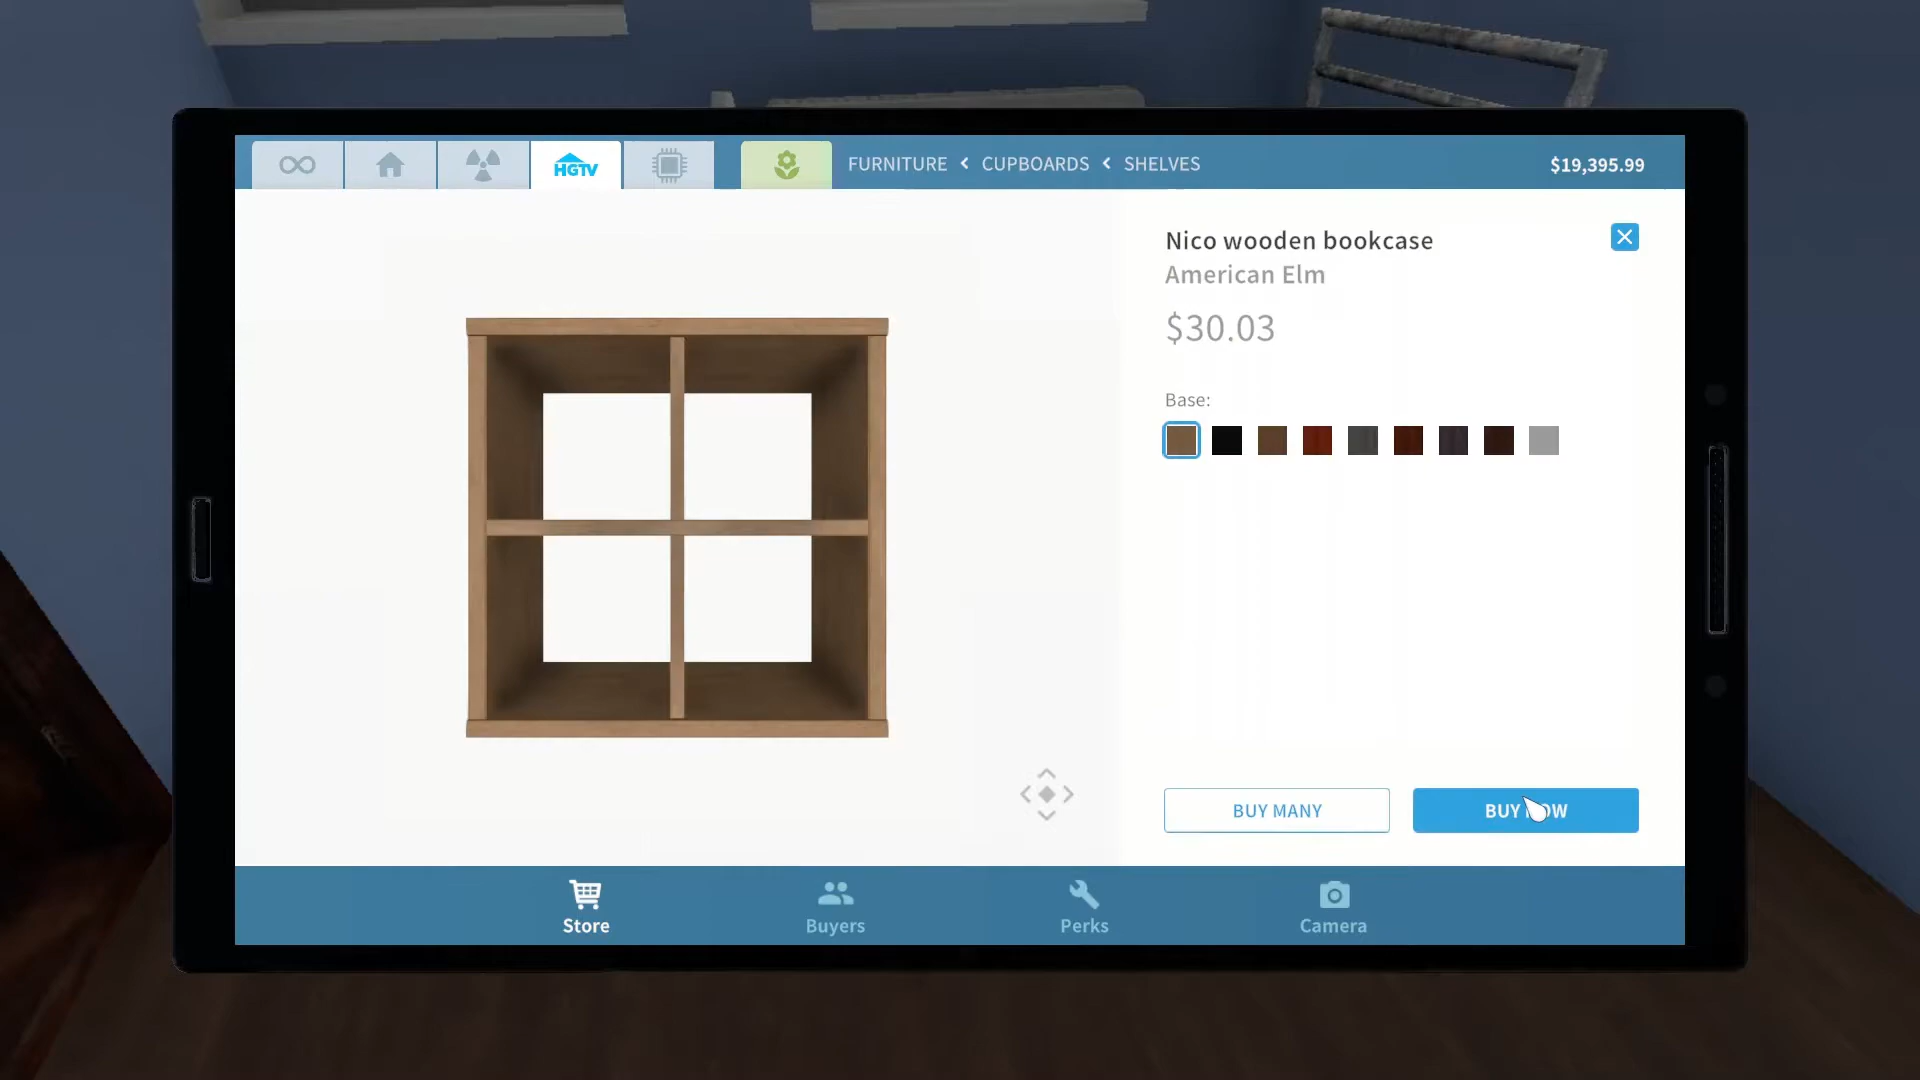 HGTV
FURNITURE < CUPBOARDS < SHELVES
$19,395.99
Nico wooden bookcase
American Elm
$30.03
Base:
BUY MANY
BUY NOW
Store
Buyers
Perks
Camera